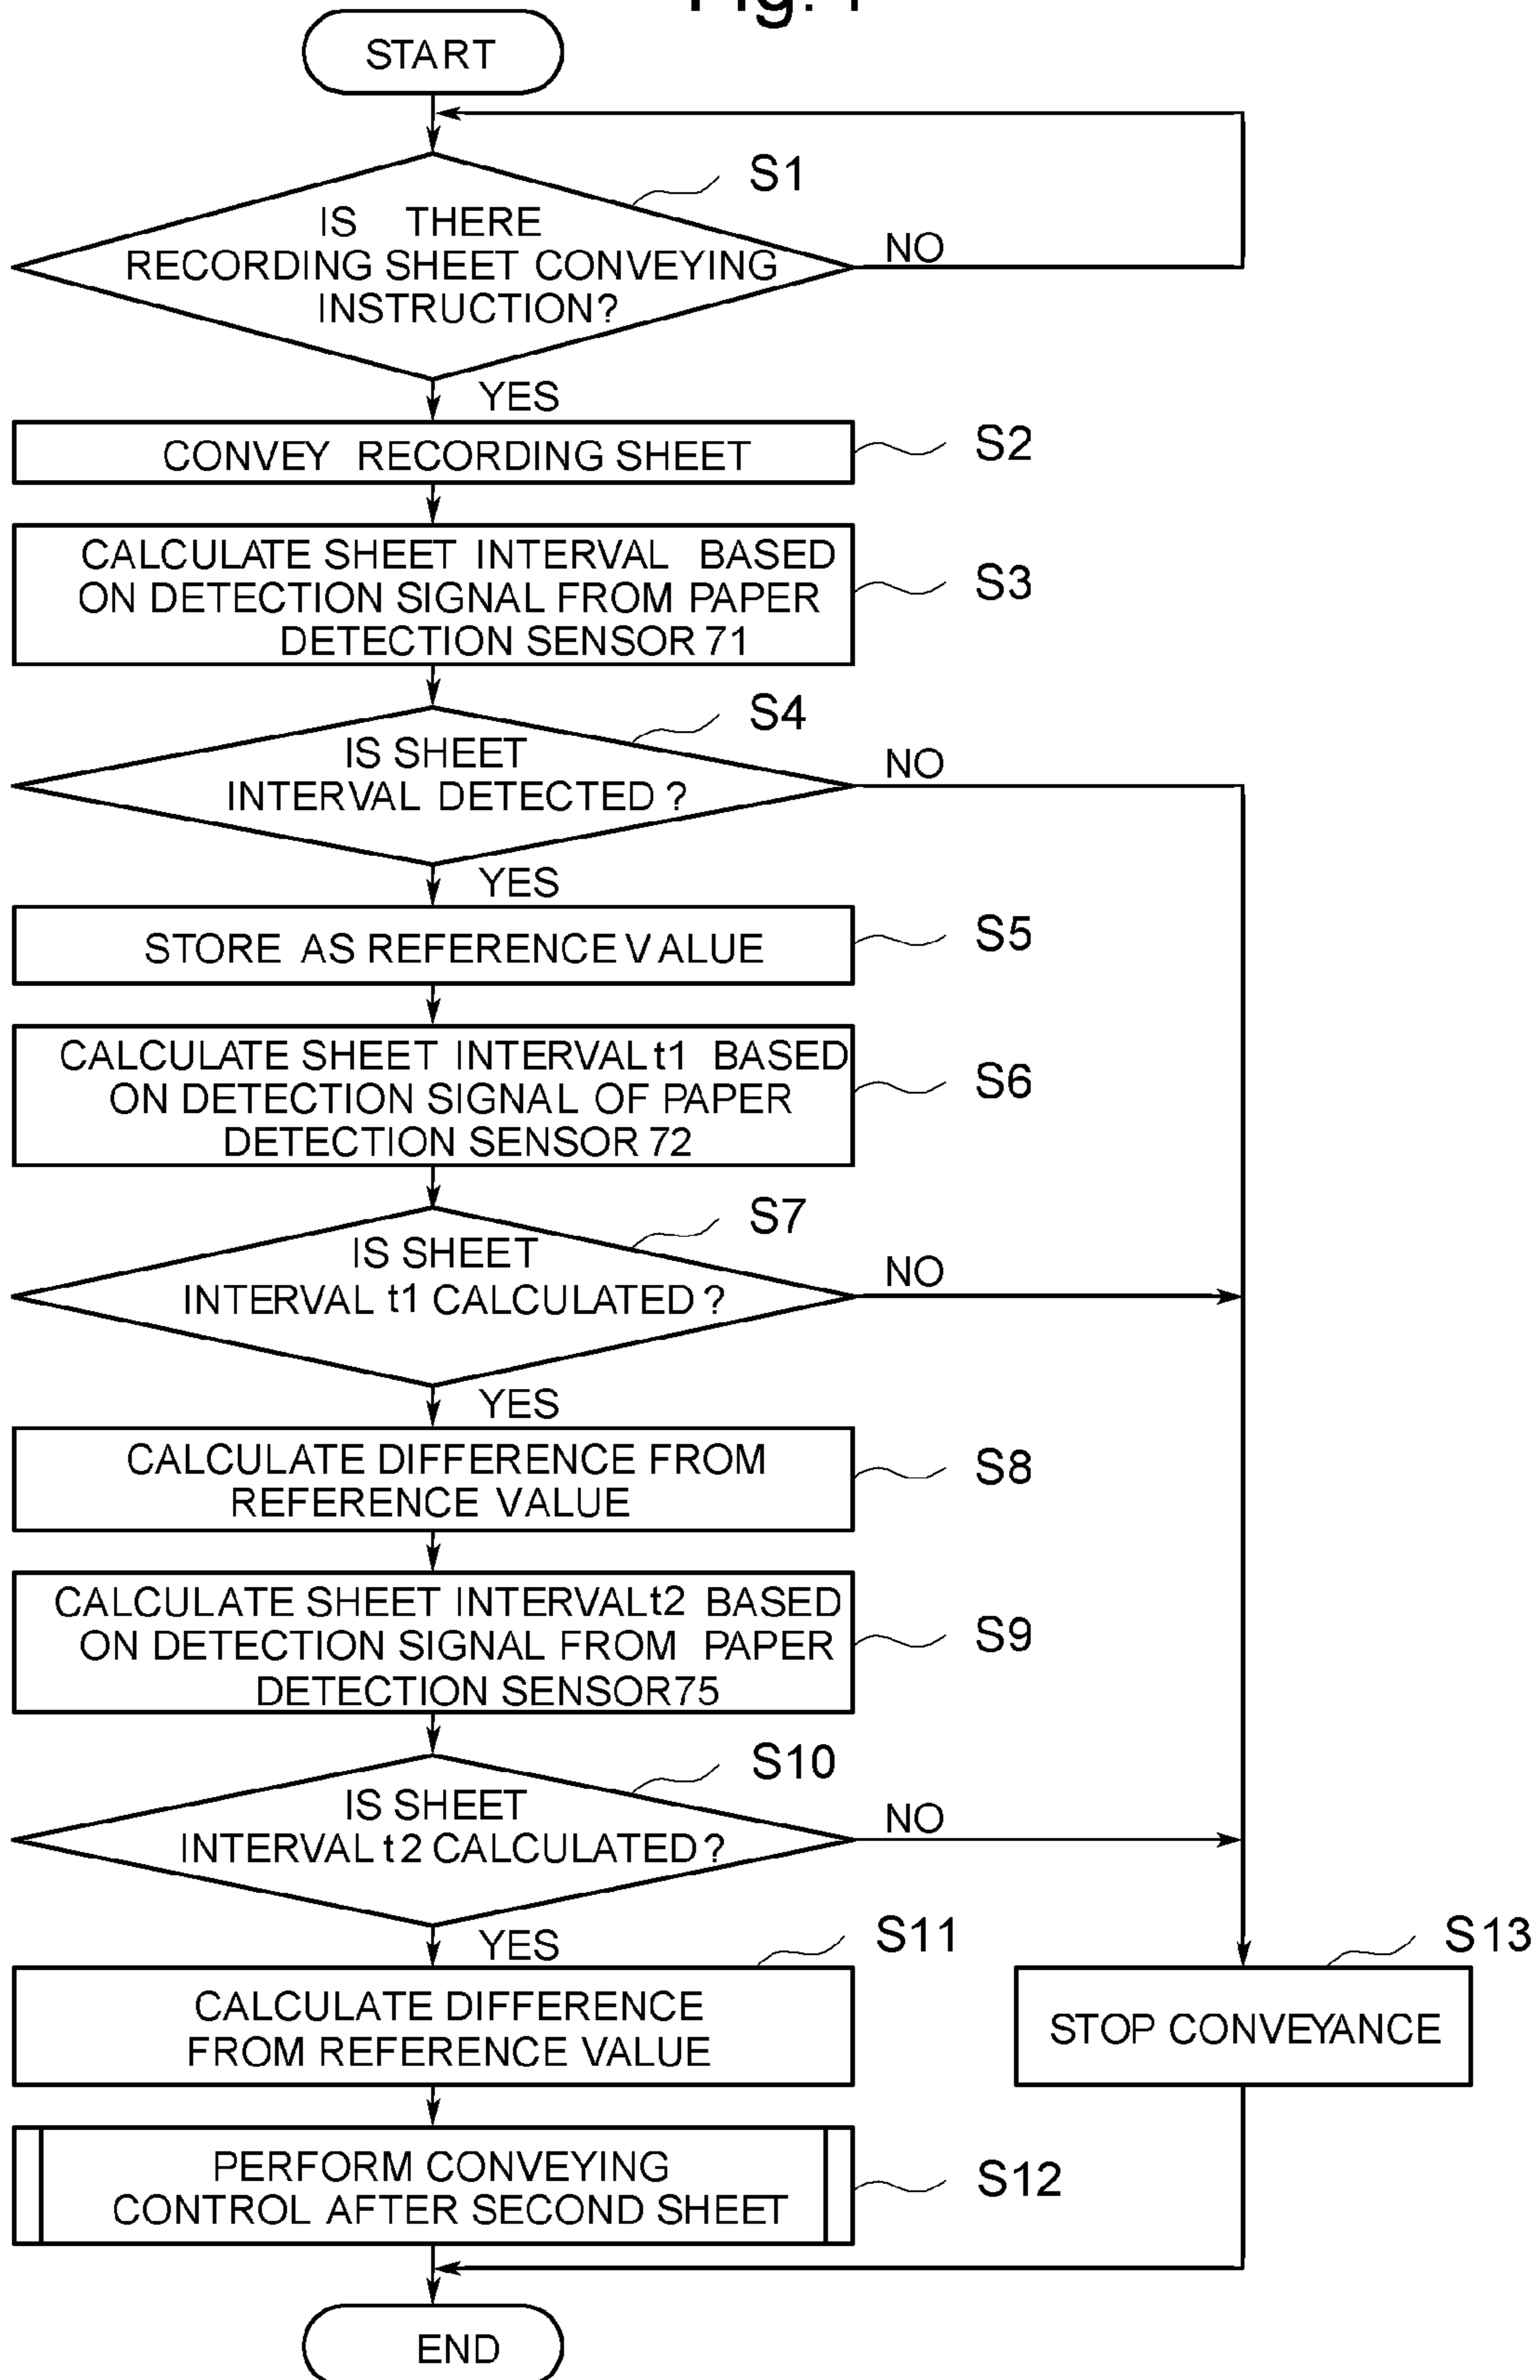 START
S1
IS THERE
RECORDING SHEET CONVEYING
INSTRUCTION?
NO
YES
CONVEY RECORDING SHEET
S2
CALCULATE SHEET INTERVAL BASED
ON DETECTION SIGNAL FROM PAPER
DETECTION SENSOR 71
S3
S4
IS SHEET
INTERVAL DETECTED ?
NO
YES
STORE AS REFERENCE VALUE
S5
CALCULATE SHEET INTERVAL t1 BASED
ON DETECTION SIGNAL OF PAPER
DETECTION SENSOR 72
S6
S7
IS SHEET
INTERVAL t1 CALCULATED ?
NO
YES
CALCULATE DIFFERENCE FROM
REFERENCE VALUE
S8
CALCULATE SHEET INTERVAL t2 BASED
ON DETECTION SIGNAL FROM PAPER
DETECTION SENSOR 75
S9
S10
IS SHEET
INTERVAL t2 CALCULATED ?
NO
YES
S11
CALCULATE DIFFERENCE
FROM REFERENCE VALUE
S13
STOP CONVEYANCE
PERFORM CONVEYING
CONTROL AFTER SECOND SHEET
S12
END